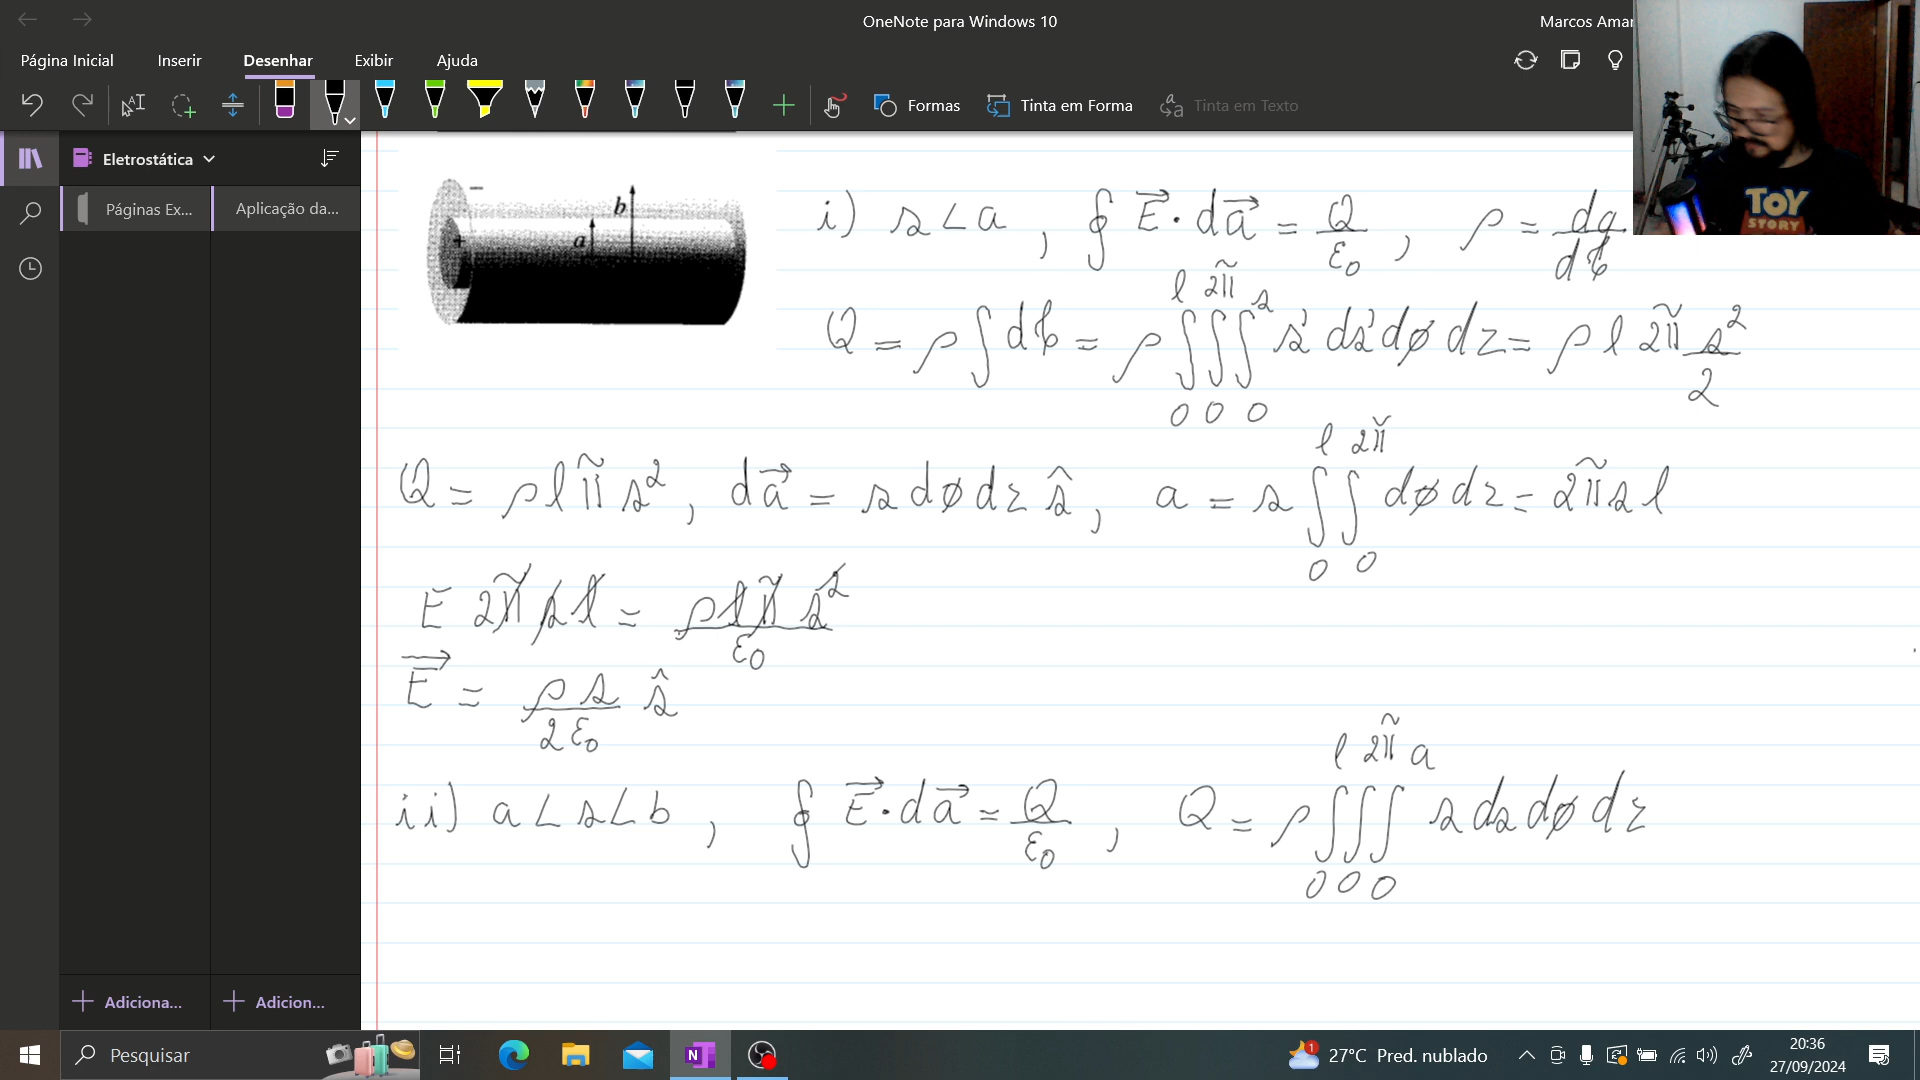 OneNote para Windows 10
Marcos Amar
Página Inicial Inserir Desenhar Exibir Ajuda
Formas Tinta em Forma Tinta em Texto
Eletrostática
Páginas Ex... Aplicação da...
TOY
STORY
− + a b
i) s < a , ∮ E⃗ · da⃗ = Q/ε₀ , ρ = dq/dτ
Q = ρ ∫ dτ = ρ ∫₀^l ∫₀^2π ∫₀^s s' ds' dφ dz = ρ l 2π s²/2
Q = ρ l π s² , da⃗ = s dφ dz ŝ , a = s ∫₀^l ∫₀^2π dφ dz = 2π s l
E 2π s l = ρ l π s²/ε₀
E⃗ = ρ s/2ε₀ ŝ
ii) a < s < b , ∮ E⃗ · da⃗ = Q/ε₀ , Q = ρ ∫₀^l ∫₀^2π ∫₀^a s ds dφ dz
Adiciona... Adicion...
Pesquisar
1 27°C Pred. nublado
20:36
27/09/2024